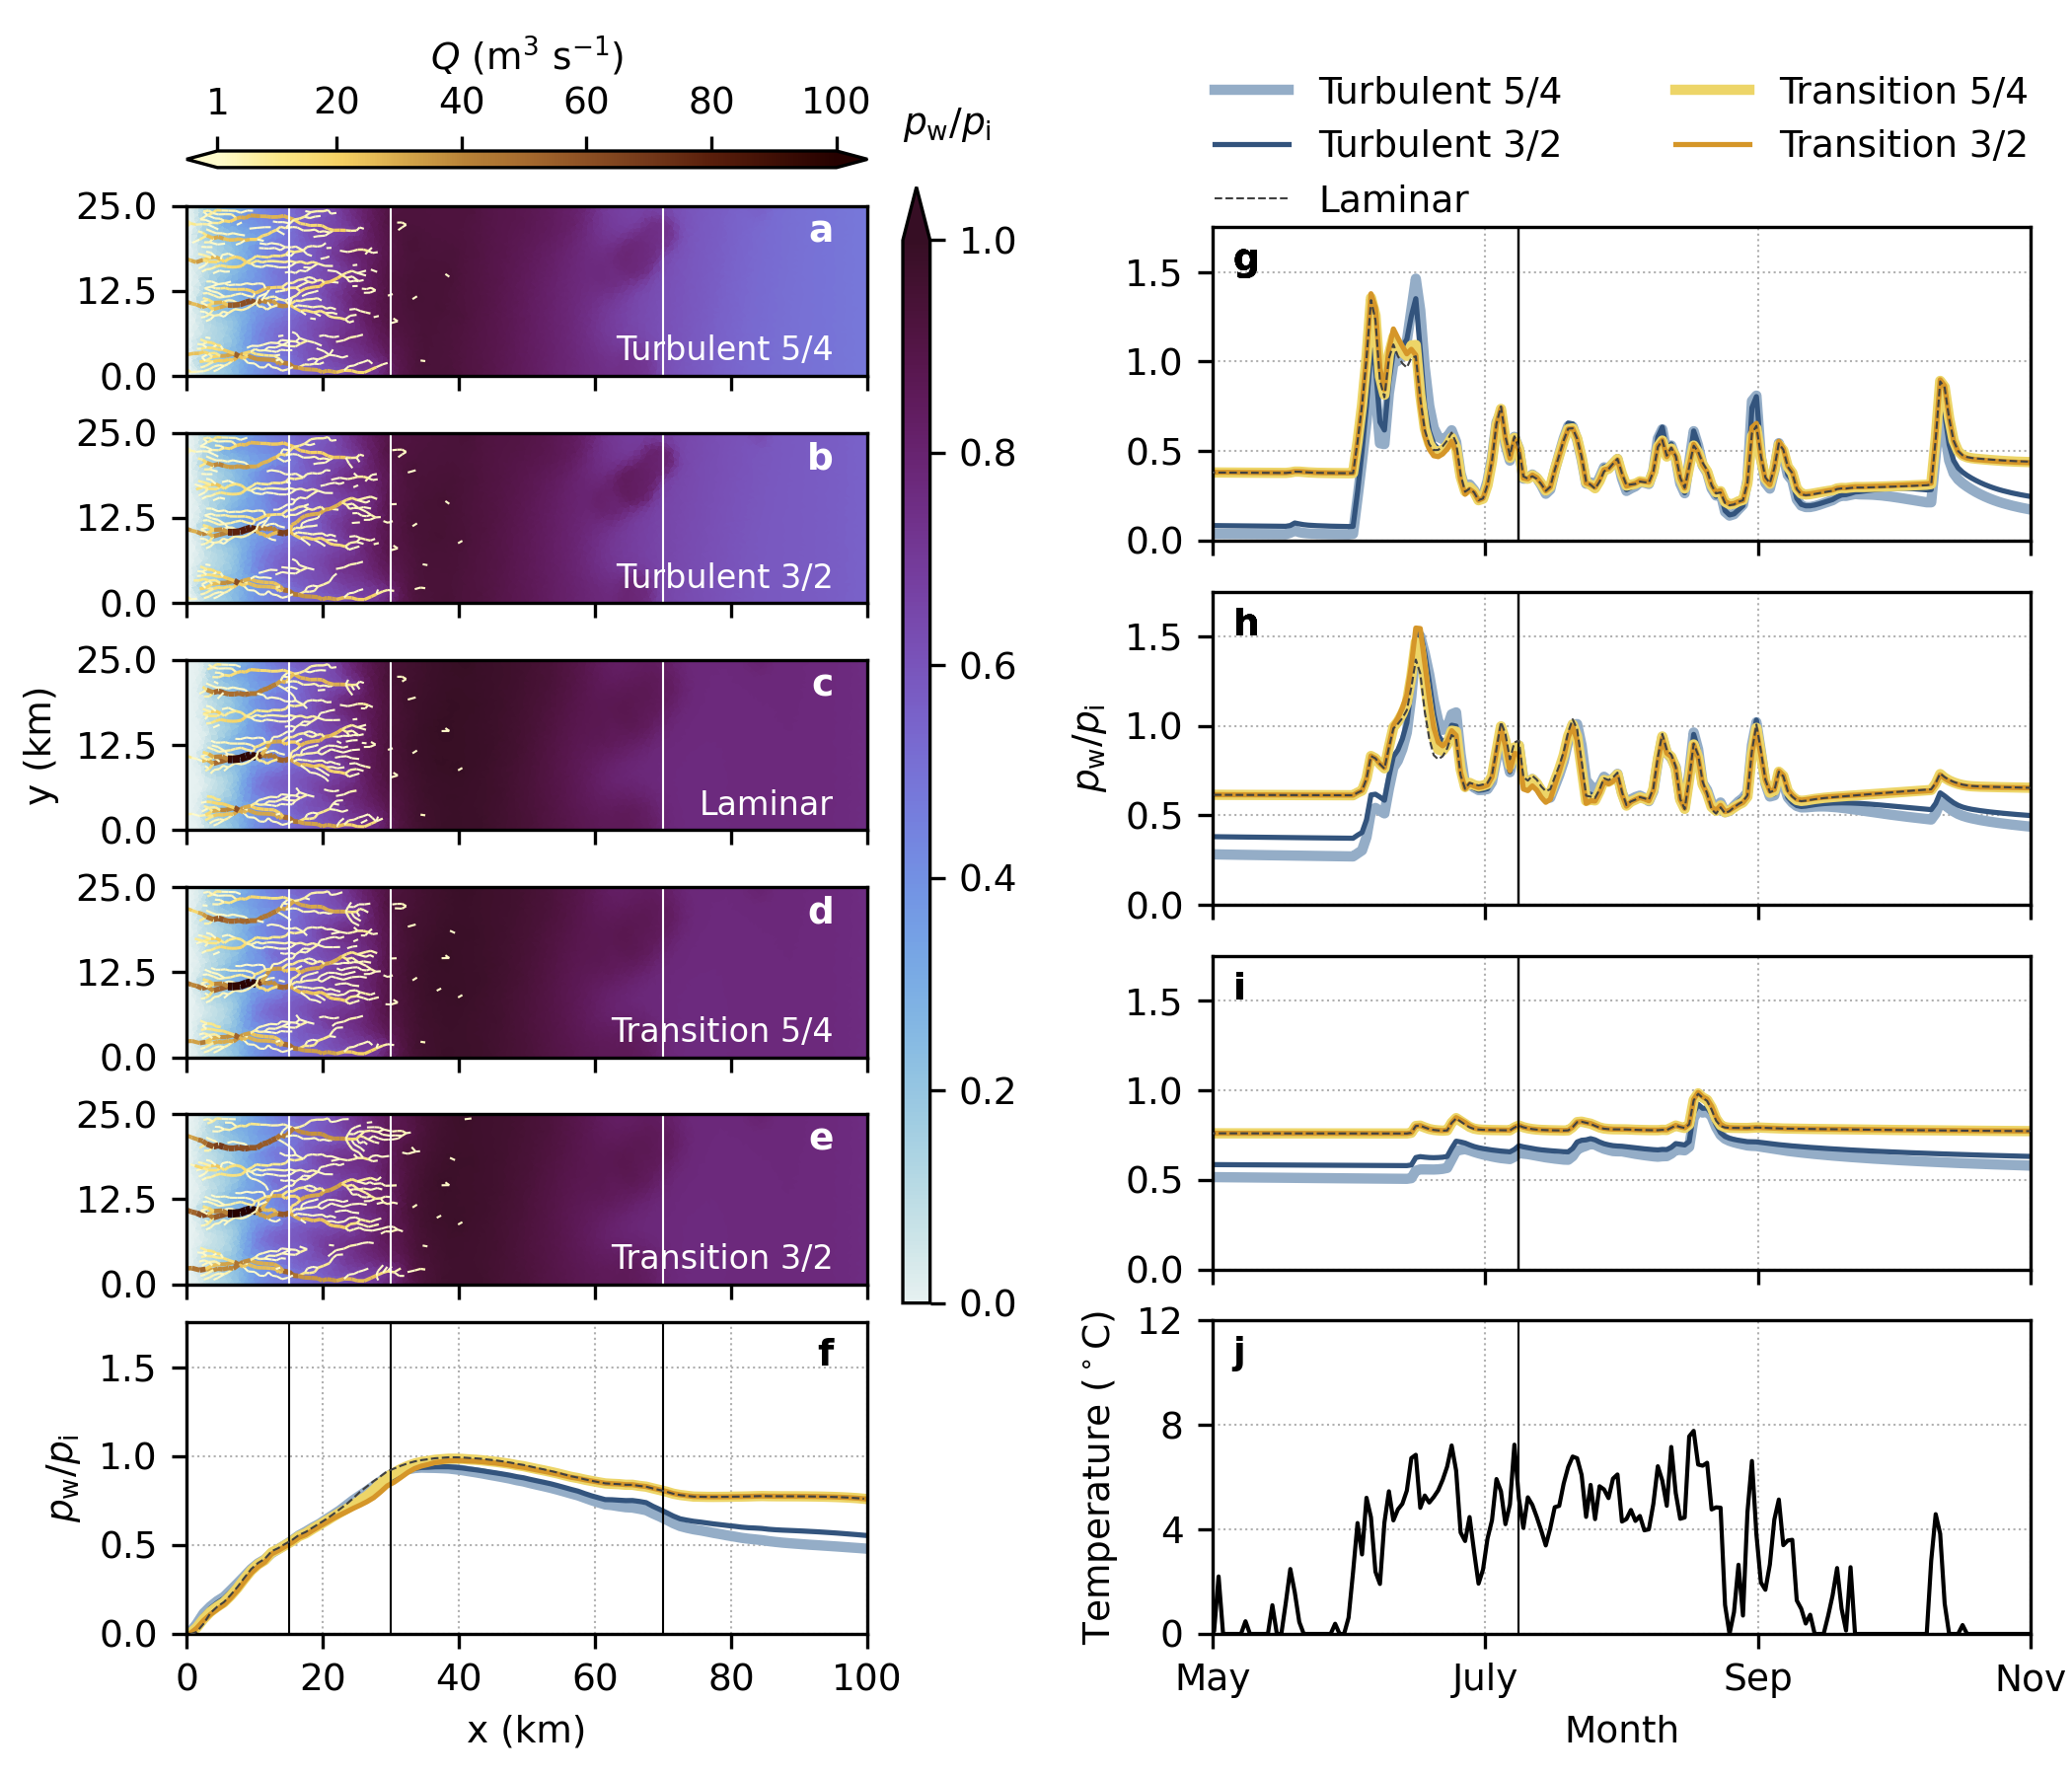 Q (m³ s⁻¹)
1 20 40 60 80 100
p_w/p_i
1.0
0.8
0.6
0.4
0.2
0.0
y (km)
25.0
12.5
0.0
a
Turbulent 5/4
25.0
12.5
0.0
b
Turbulent 3/2
25.0
12.5
0.0
c
Laminar
25.0
12.5
0.0
d
Transition 5/4
25.0
12.5
0.0
e
Transition 3/2
p_w/p_i
1.5
1.0
0.5
0.0
f
0 20 40 60 80 100
x (km)
Turbulent 5/4
Turbulent 3/2
Laminar
Transition 5/4
Transition 3/2
1.5
1.0
0.5
0.0
g
p_w/p_i
1.5
1.0
0.5
0.0
h
1.5
1.0
0.5
0.0
i
Temperature (°C)
12
8
4
0
j
May July Sep Nov
Month